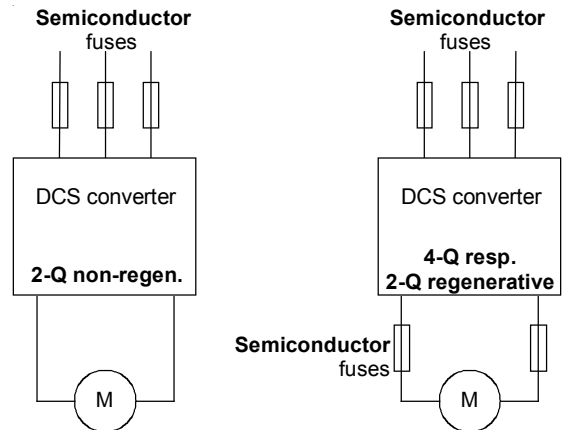 Semiconductor
fuses
DCS converter
2-Q non-regen.
M
Semiconductor
fuses
DCS converter
4-Q resp.
2-Q regenerative
Semiconductor
fuses
M